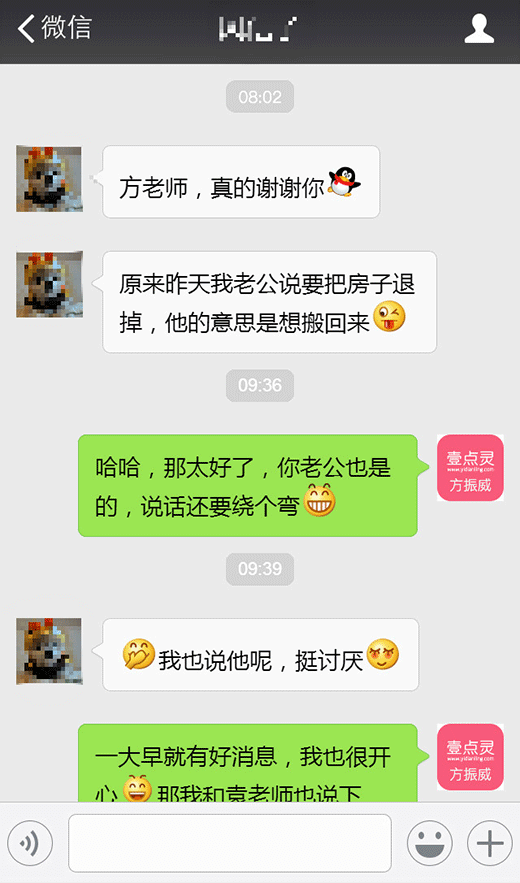 微信
08:02
方老师，真的谢谢你
原来昨天我老公说要把房子退
掉，他的意思是想搬回来
09:36
哈哈，那太好了，你老公也是
的，说话还要绕个弯
壹点灵
www.yidianling.com
方振威
09:39
我也说他呢，挺讨厌
一大早就有好消息，我也很开
心 那我和袁老师也说下
壹点灵
www.yidianling.com
方振威